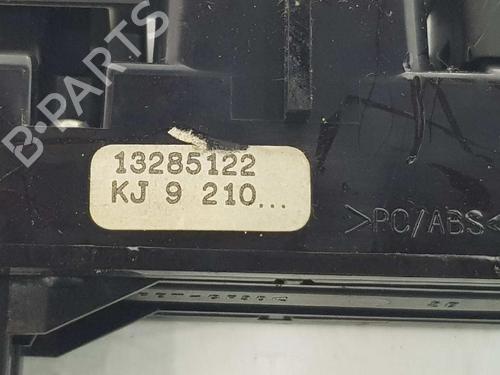 B-PARTS
13285122
KJ 9 210...
>PC/ABS<